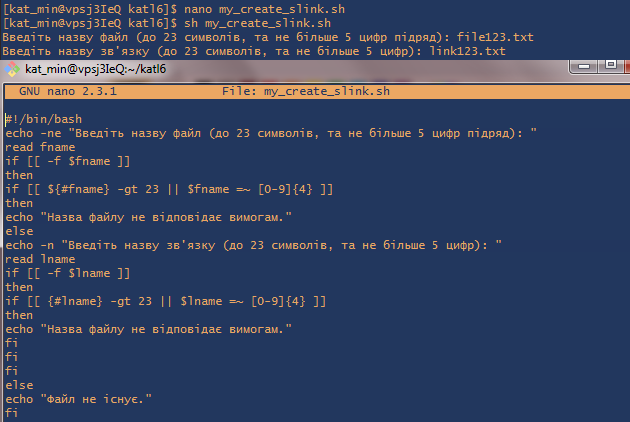 [kat_min@vpsj3IeQ katl6]$ nano my_create_slink.sh
[kat_min@vpsj3IeQ katl6]$ sh my_create_slink.sh
Введіть назву файл (до 23 символів, та не більше 5 цифр підряд): file123.txt
Введіть назву зв'язку (до 23 символів, та не більше 5 цифр): link123.txt
kat_min@vpsj3IeQ:~/katl6
GNU nano 2.3.1 File: my_create_slink.sh
#!/bin/bash
echo -ne "Введіть назву файл (до 23 символів, та не більше 5 цифр підряд): "
read fname
if [[ -f $fname ]]
then
if [[ ${#fname} -gt 23 || $fname =~ [0-9]{4} ]]
then
echo "Назва файлу не відповідає вимогам."
else
echo -n "Введіть назву зв'язку (до 23 символів, та не більше 5 цифр): "
read lname
if [[ -f $lname ]]
then
if [[ {#lname} -gt 23 || $lname =~ [0-9]{4} ]]
then
echo "Назва файлу не відповідає вимогам."
fi
fi
fi
else
echo "Файл не існує."
fi